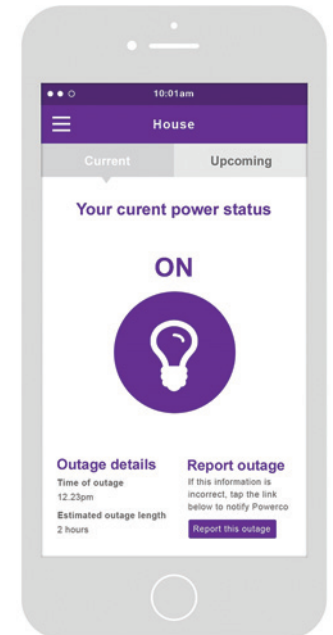 10:01am
House
Current
Upcoming
Your curent power status
ON
Outage details
Time of outage
12.23pm
Estimated outage length
2 hours
Report outage
If this information is
incorrect, tap the link
below to notify Powerco
Report this outage